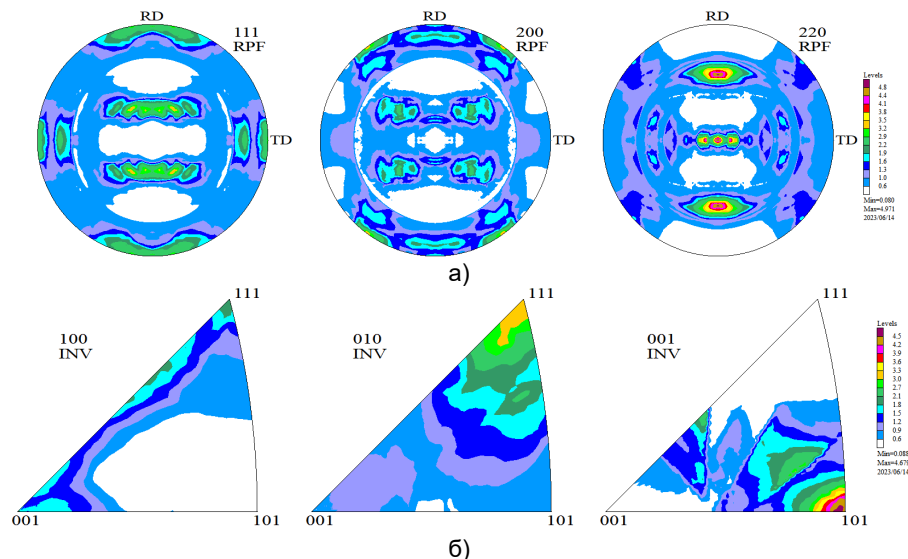 RD
111
RPF
TD
RD
200
RPF
TD
RD
220
RPF
TD
Levels
4.8
4.4
4.1
3.8
3.5
3.2
2.9
2.5
2.2
1.9
1.6
1.3
1.0
0.6
Min=0.080
Max=4.971
2023/06/14
а)
100
INV
111
001
101
010
INV
111
001
101
001
INV
111
001
101
Levels
4.5
4.2
3.9
3.6
3.3
3.0
2.7
2.1
1.8
1.5
1.2
0.9
0.6
Min=0.088
Max=4.679
2023/06/14
б)